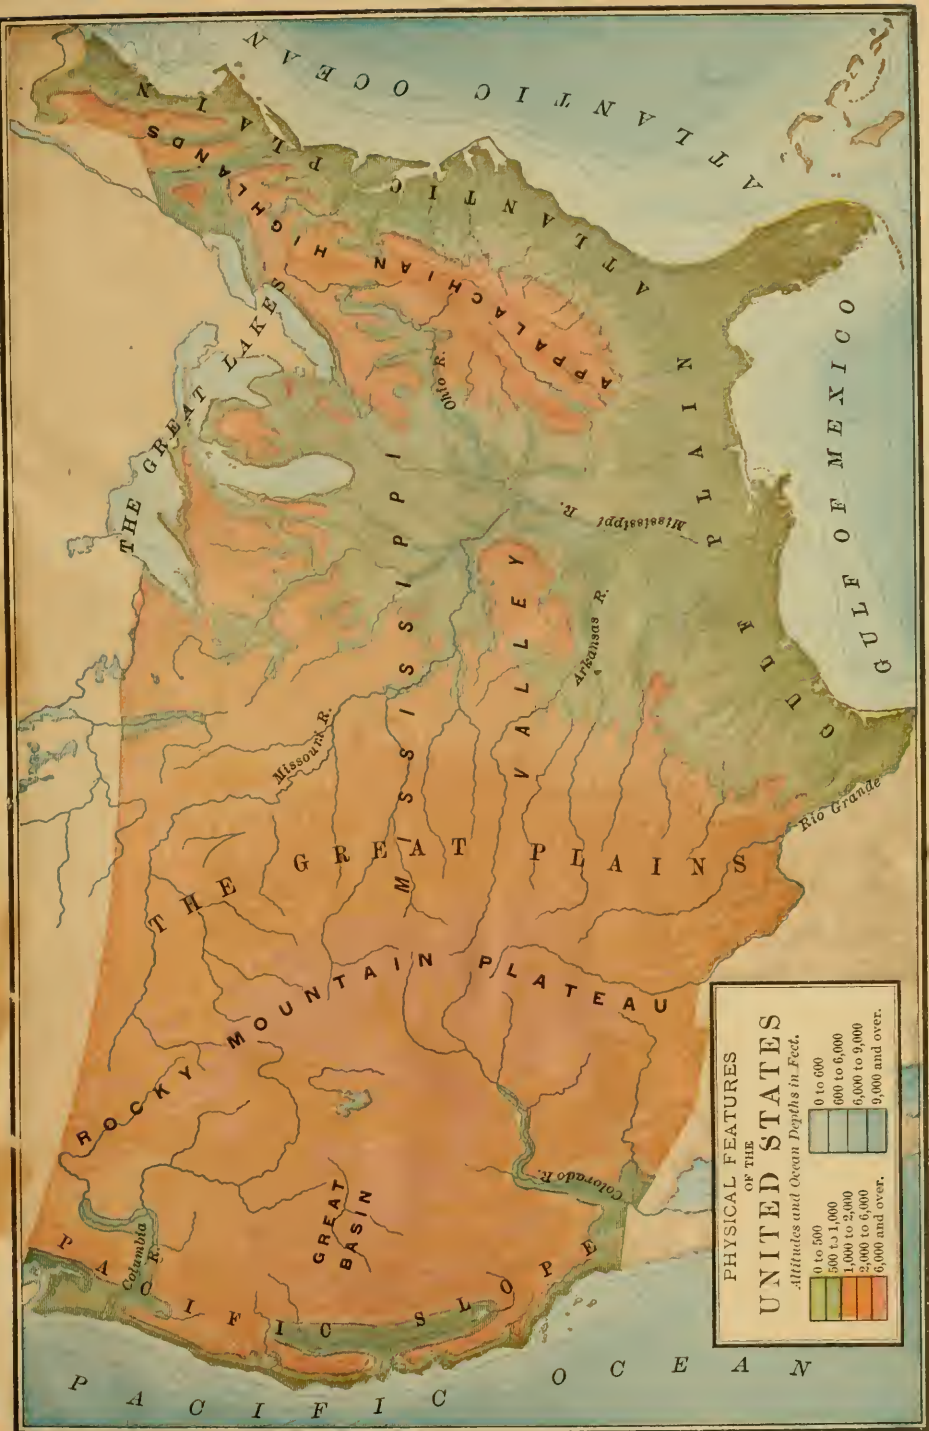 PHYSICAL FEATURES
OF THE
UNITED STATES
Altitudes and Ocean Depths in Feet.
0 to 500
500 to 1,000
1,000 to 2,000
2,000 to 6,000
6,000 and over.
0 to 600
600 to 6,000
6,000 to 9,000
9,000 and over.
ATLANTIC OCEAN
ATLANTIC PLAIN
APPALACHIAN HIGHLANDS
THE GREAT LAKES
Ohio R.
MISSISSIPPI
VALLEY
Mississippi R.
Arkansas R.
Missouri R.
GULF PLAIN
GULF OF MEXICO
Rio Grande
THE GREAT PLAINS
ROCKY MOUNTAIN PLATEAU
GREAT
BASIN
Colorado R.
Columbia
R.
PACIFIC SLOPE
PACIFIC OCEAN